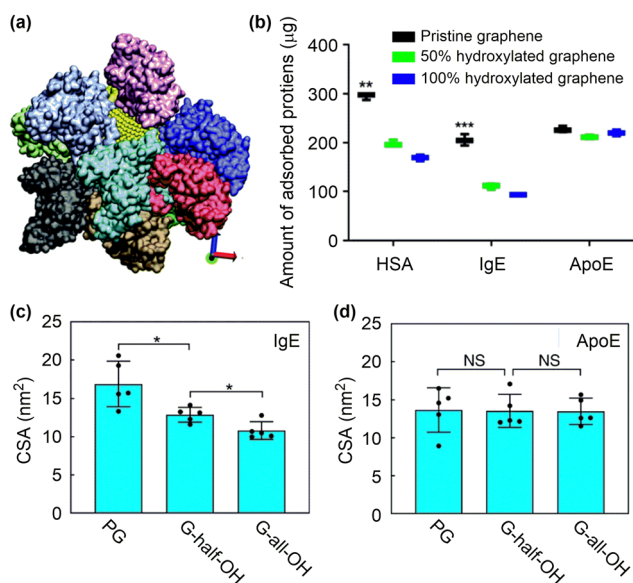 (a)
(b)
Pristine graphene
50% hydroxylated graphene
100% hydroxylated graphene
Amount of adsorbed protiens (µg)
400
300
200
100
0
**
***
HSA
IgE
ApoE
(c)
IgE
CSA (nm²)
25
20
15
10
5
0
*
*
PG
G-half-OH
G-all-OH
(d)
ApoE
CSA (nm²)
25
20
15
10
5
0
NS
NS
PG
G-half-OH
G-all-OH